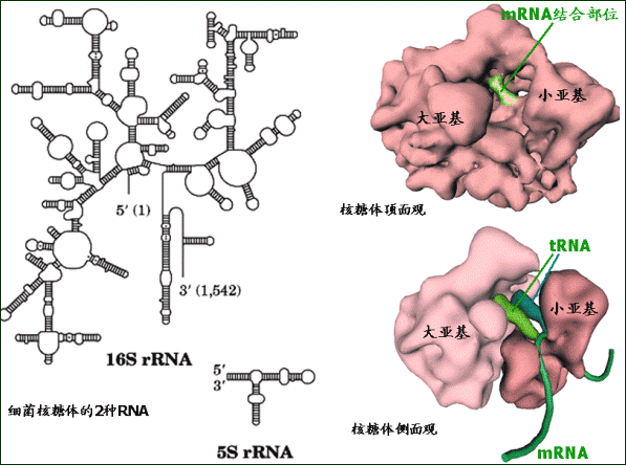 mRNA结合部位
大亚基
小亚基
核糖体顶面观
5′ (1)
3′ (1,542)
16S rRNA
细菌核糖体的2种RNA
5′
3′
5S rRNA
tRNA
大亚基
小亚基
核糖体侧面观
mRNA